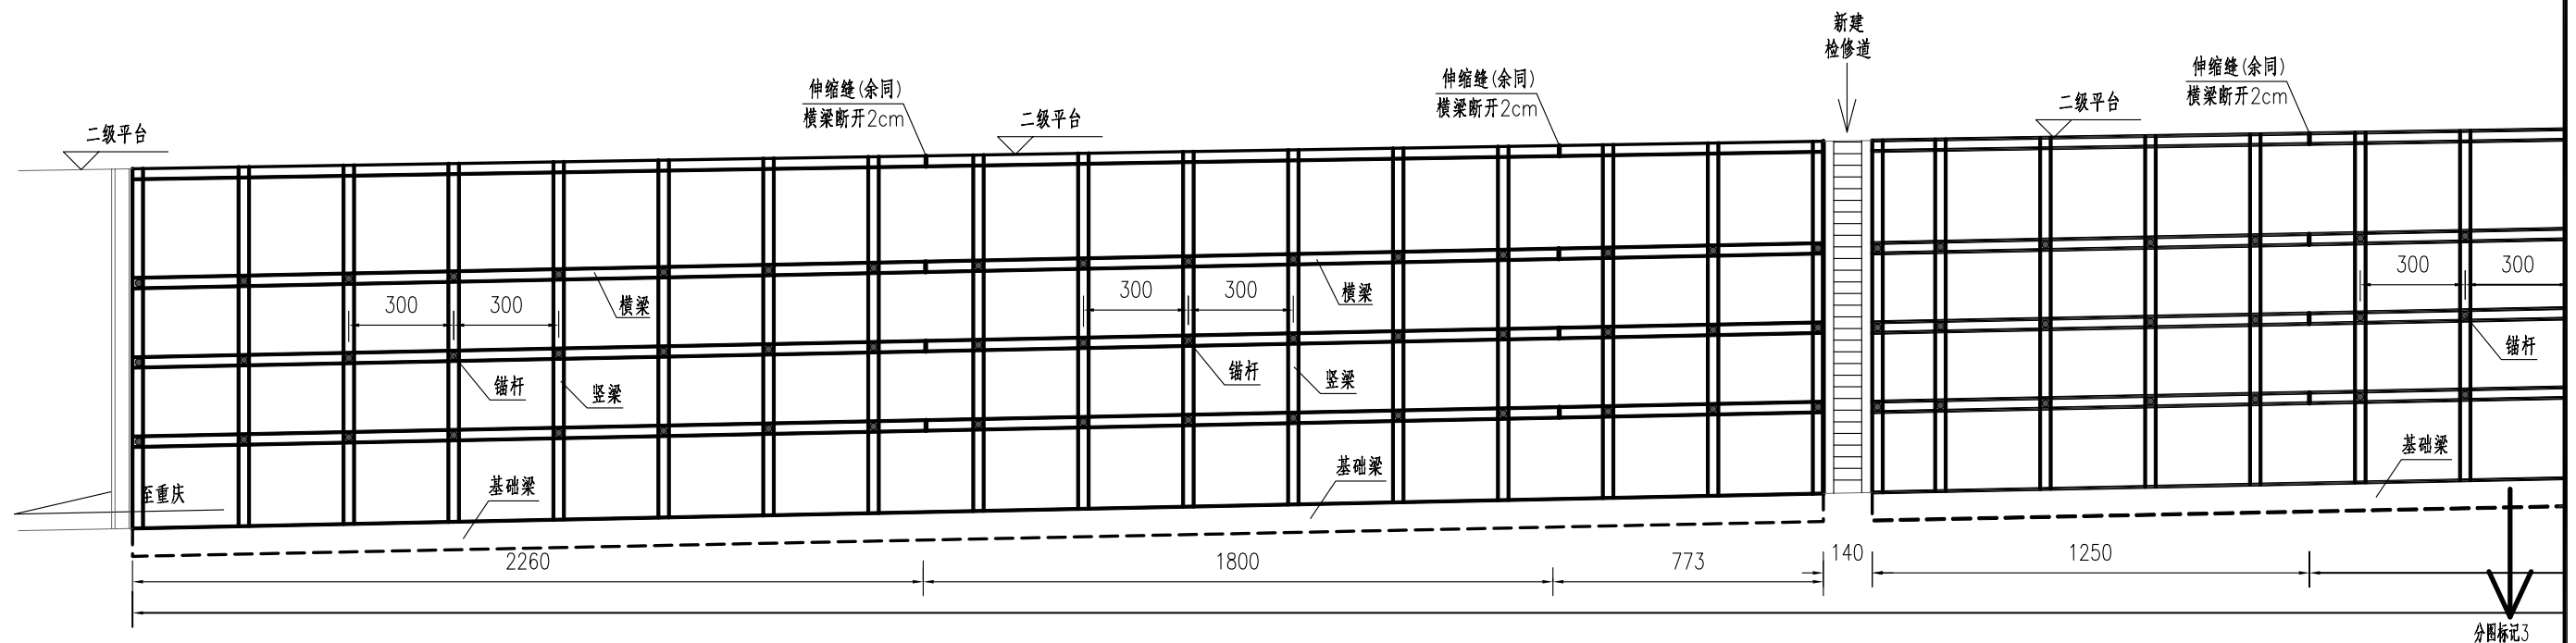 新建
检修道
伸缩缝(余同)
横梁断开2cm
伸缩缝(余同)
横梁断开2cm
伸缩缝(余同)
横梁断开2cm
二级平台
二级平台
二级平台
300
300
横梁
300
300
横梁
300
300
锚杆
竖梁
锚杆
竖梁
锚杆
至重庆
基础梁
基础梁
基础梁
2260
1800
773
140
1250
分图标记3